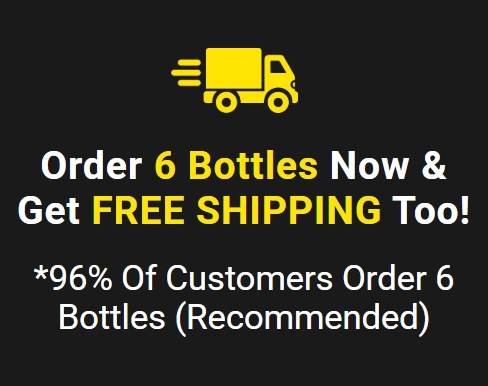 Order 6 Bottles Now &
Get FREE SHIPPING Too!
*96% Of Customers Order 6
Bottles (Recommended)